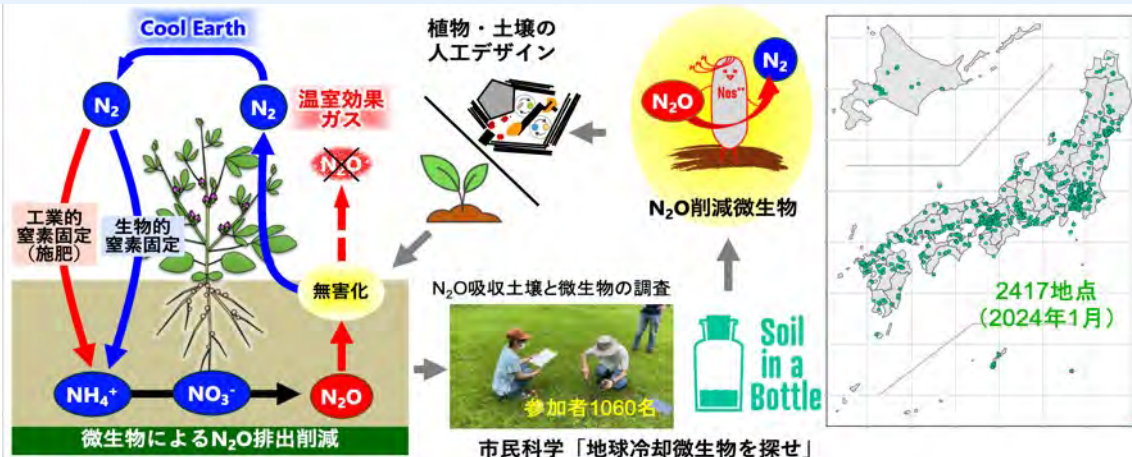 Cool Earth
N₂
N₂
温室効果
ガス
N₂O
工業的
窒素固定
(施肥)
生物的
窒素固定
無害化
NH₄⁺
NO₃⁻
N₂O
微生物によるN₂O排出削減
植物・土壌の
人工デザイン
N₂O
N₂
Nos⁺⁺
N₂O削減微生物
N₂O吸収土壌と微生物の調査
参加者1060名
Soil
in a
Bottle
市民科学「地球冷却微生物を探せ」
2417地点
(2024年1月)